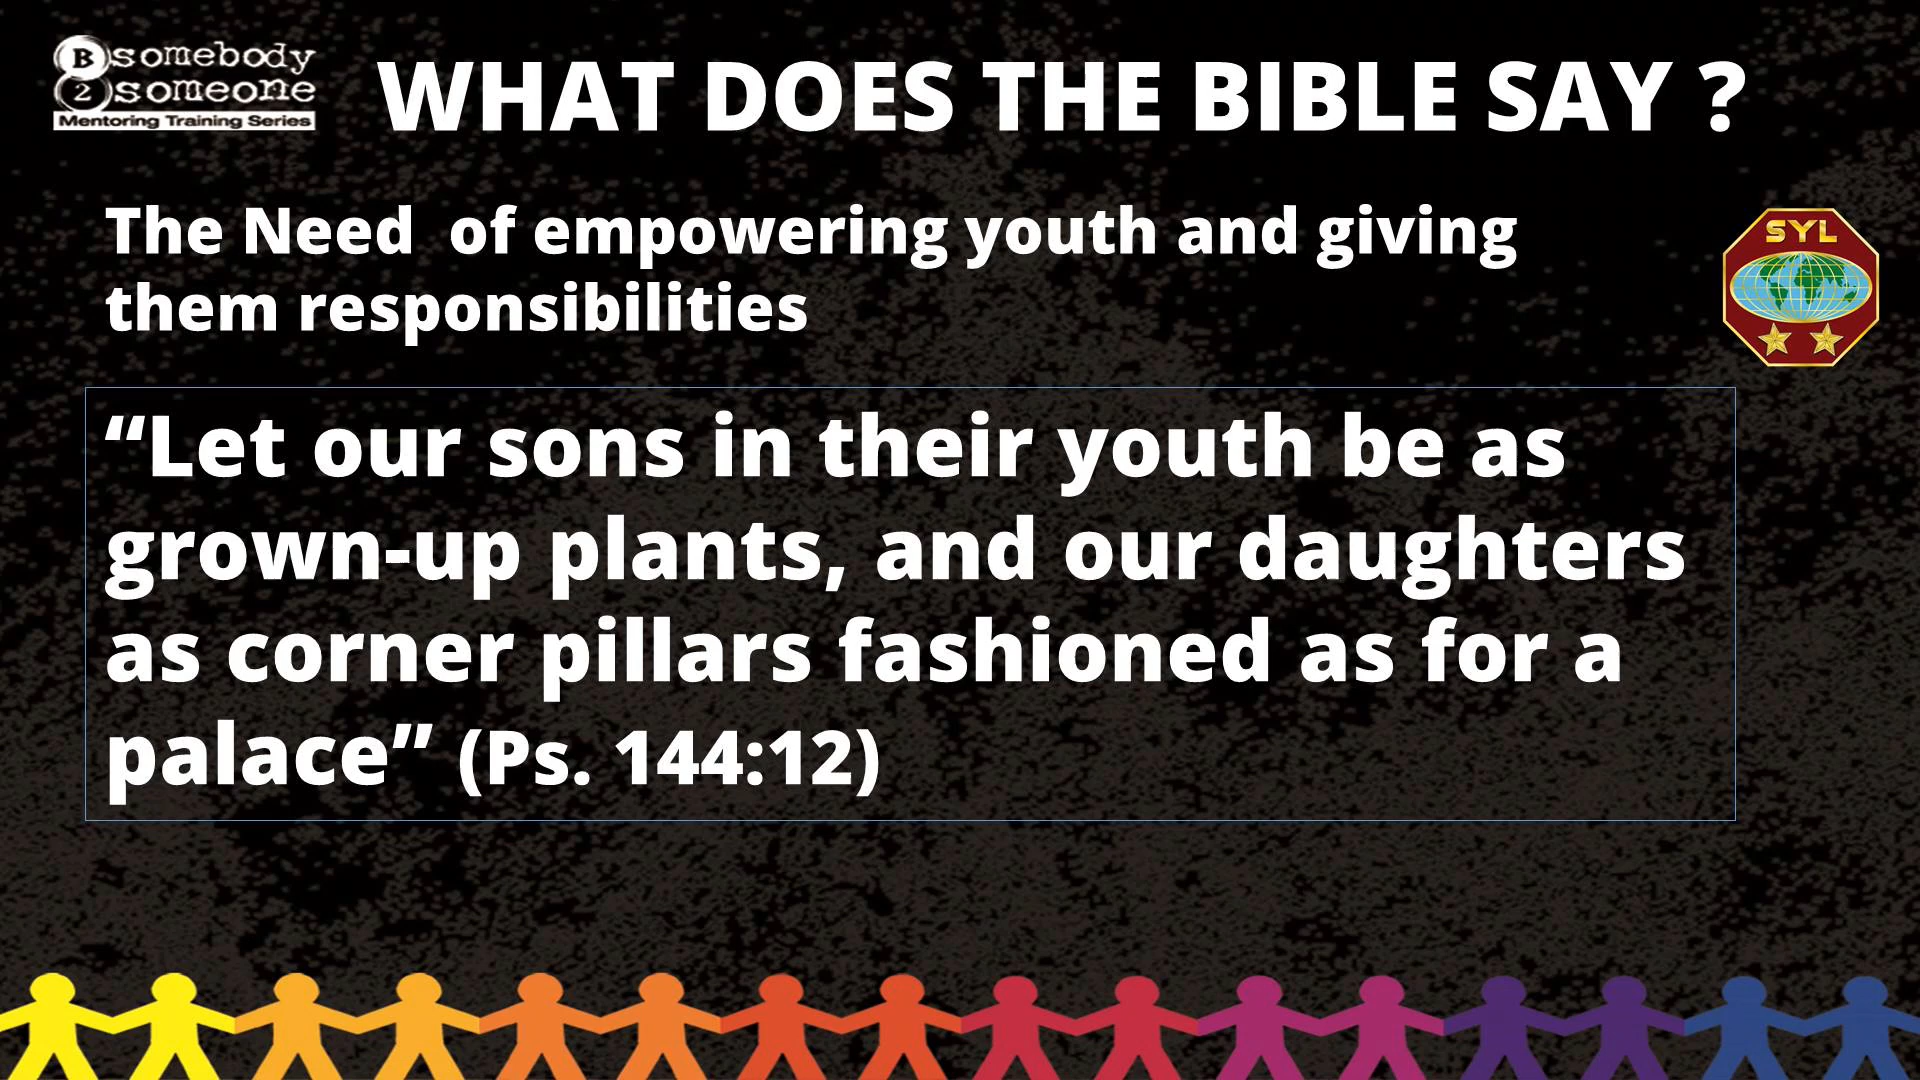 B somebody
2 someone
Mentoring Training Series
WHAT DOES THE BIBLE SAY ?
The Need  of empowering youth and giving
them responsibilities
SYL
“Let our sons in their youth be as
grown-up plants, and our daughters
as corner pillars fashioned as for a
palace” (Ps. 144:12)